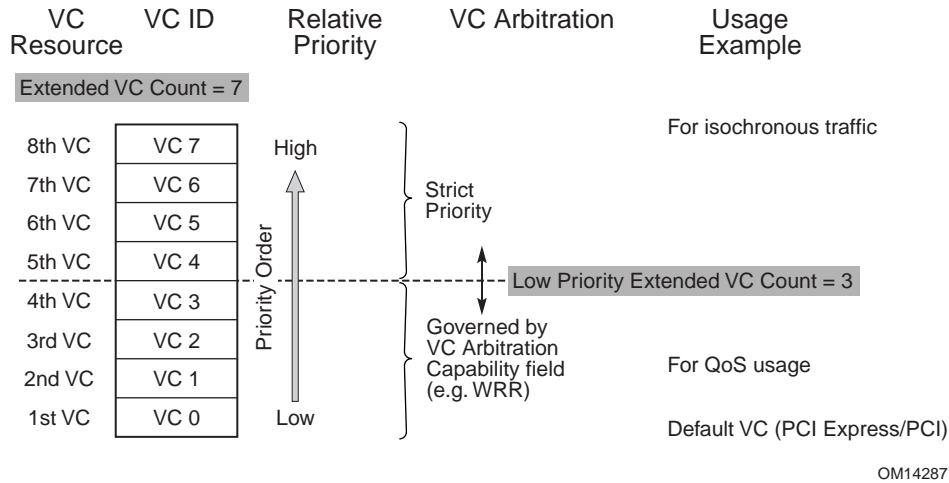 VC Resource
VC ID
Relative Priority
VC Arbitration
Usage Example
Extended VC Count = 7
For isochronous traffic
8th VC VC 7 High
7th VC VC 6
Strict
Priority
6th VC VC 5
5th VC VC 4
Priority Order
Low Priority Extended VC Count = 3
4th VC VC 3
Governed by
VC Arbitration
Capability field
(e.g. WRR)
3rd VC VC 2
For QoS usage
2nd VC VC 1
1st VC VC 0 Low
Default VC (PCI Express/PCI)
OM14287